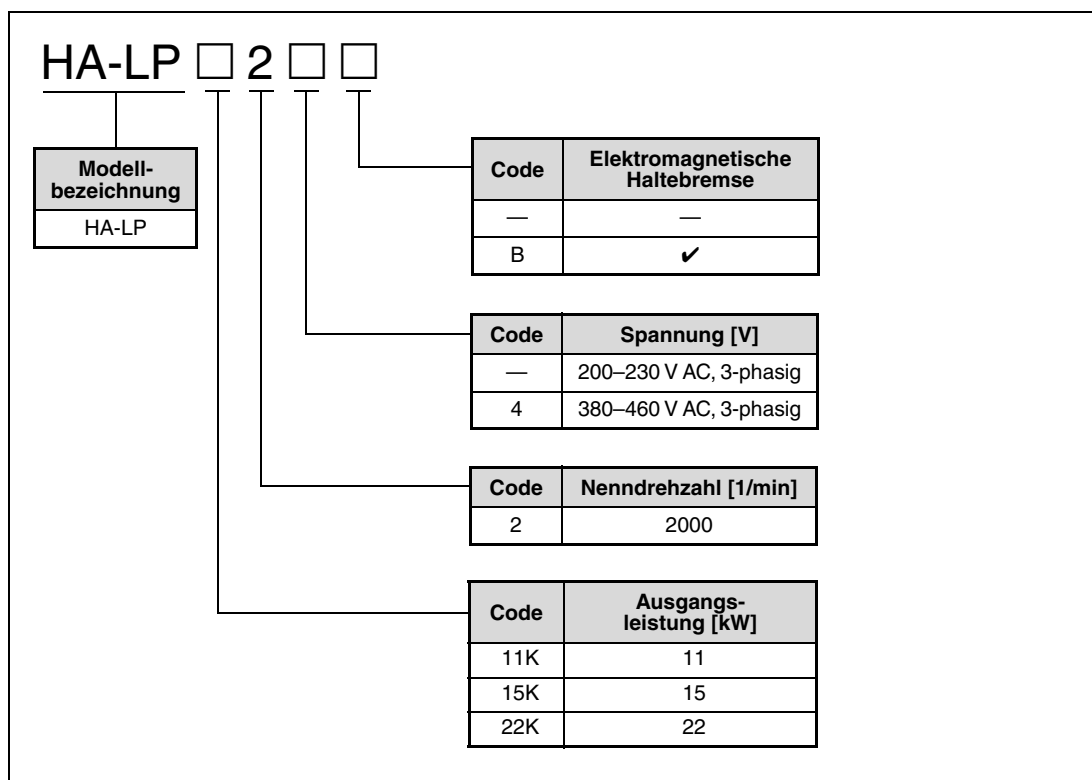 HA-LP □ 2 □ □
Modell-
bezeichnung
HA-LP
Code Elektromagnetische
Haltebremse
— —
B ✔
Code Spannung [V]
— 200–230 V AC, 3-phasig
4 380–460 V AC, 3-phasig
Code Nenndrehzahl [1/min]
2 2000
Code Ausgangs-
leistung [kW]
11K 11
15K 15
22K 22